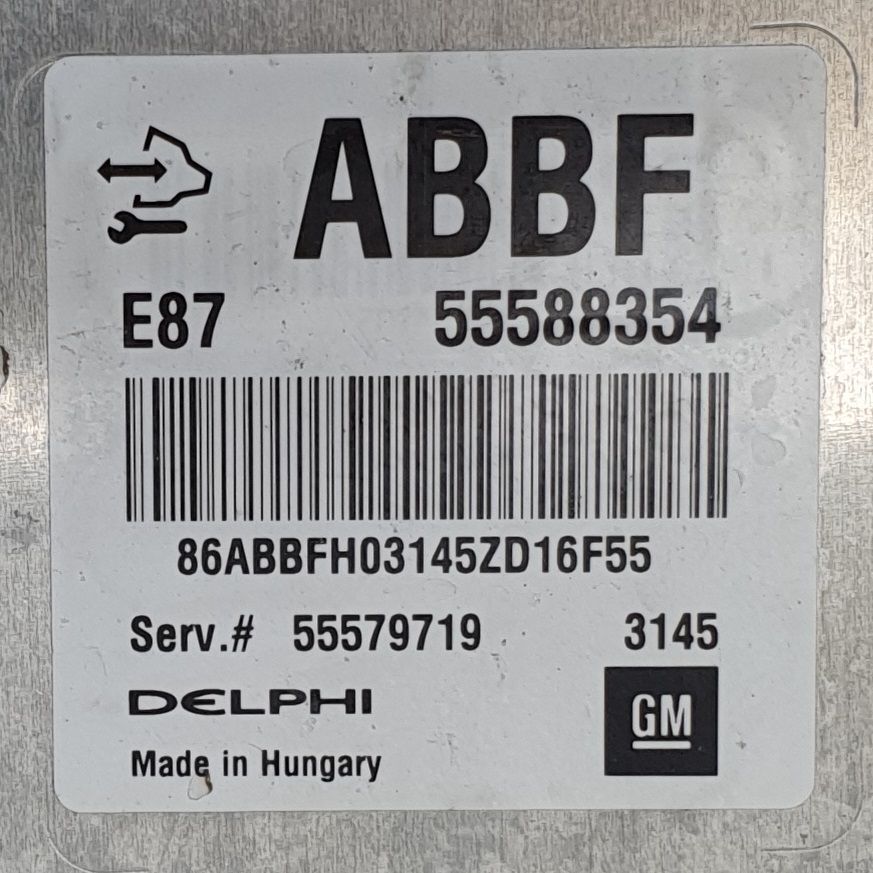 ABBF
E87 55588354
86ABBFH03145ZD16F55
Serv.# 55579719 3145
DELPHI GM
Made in Hungary